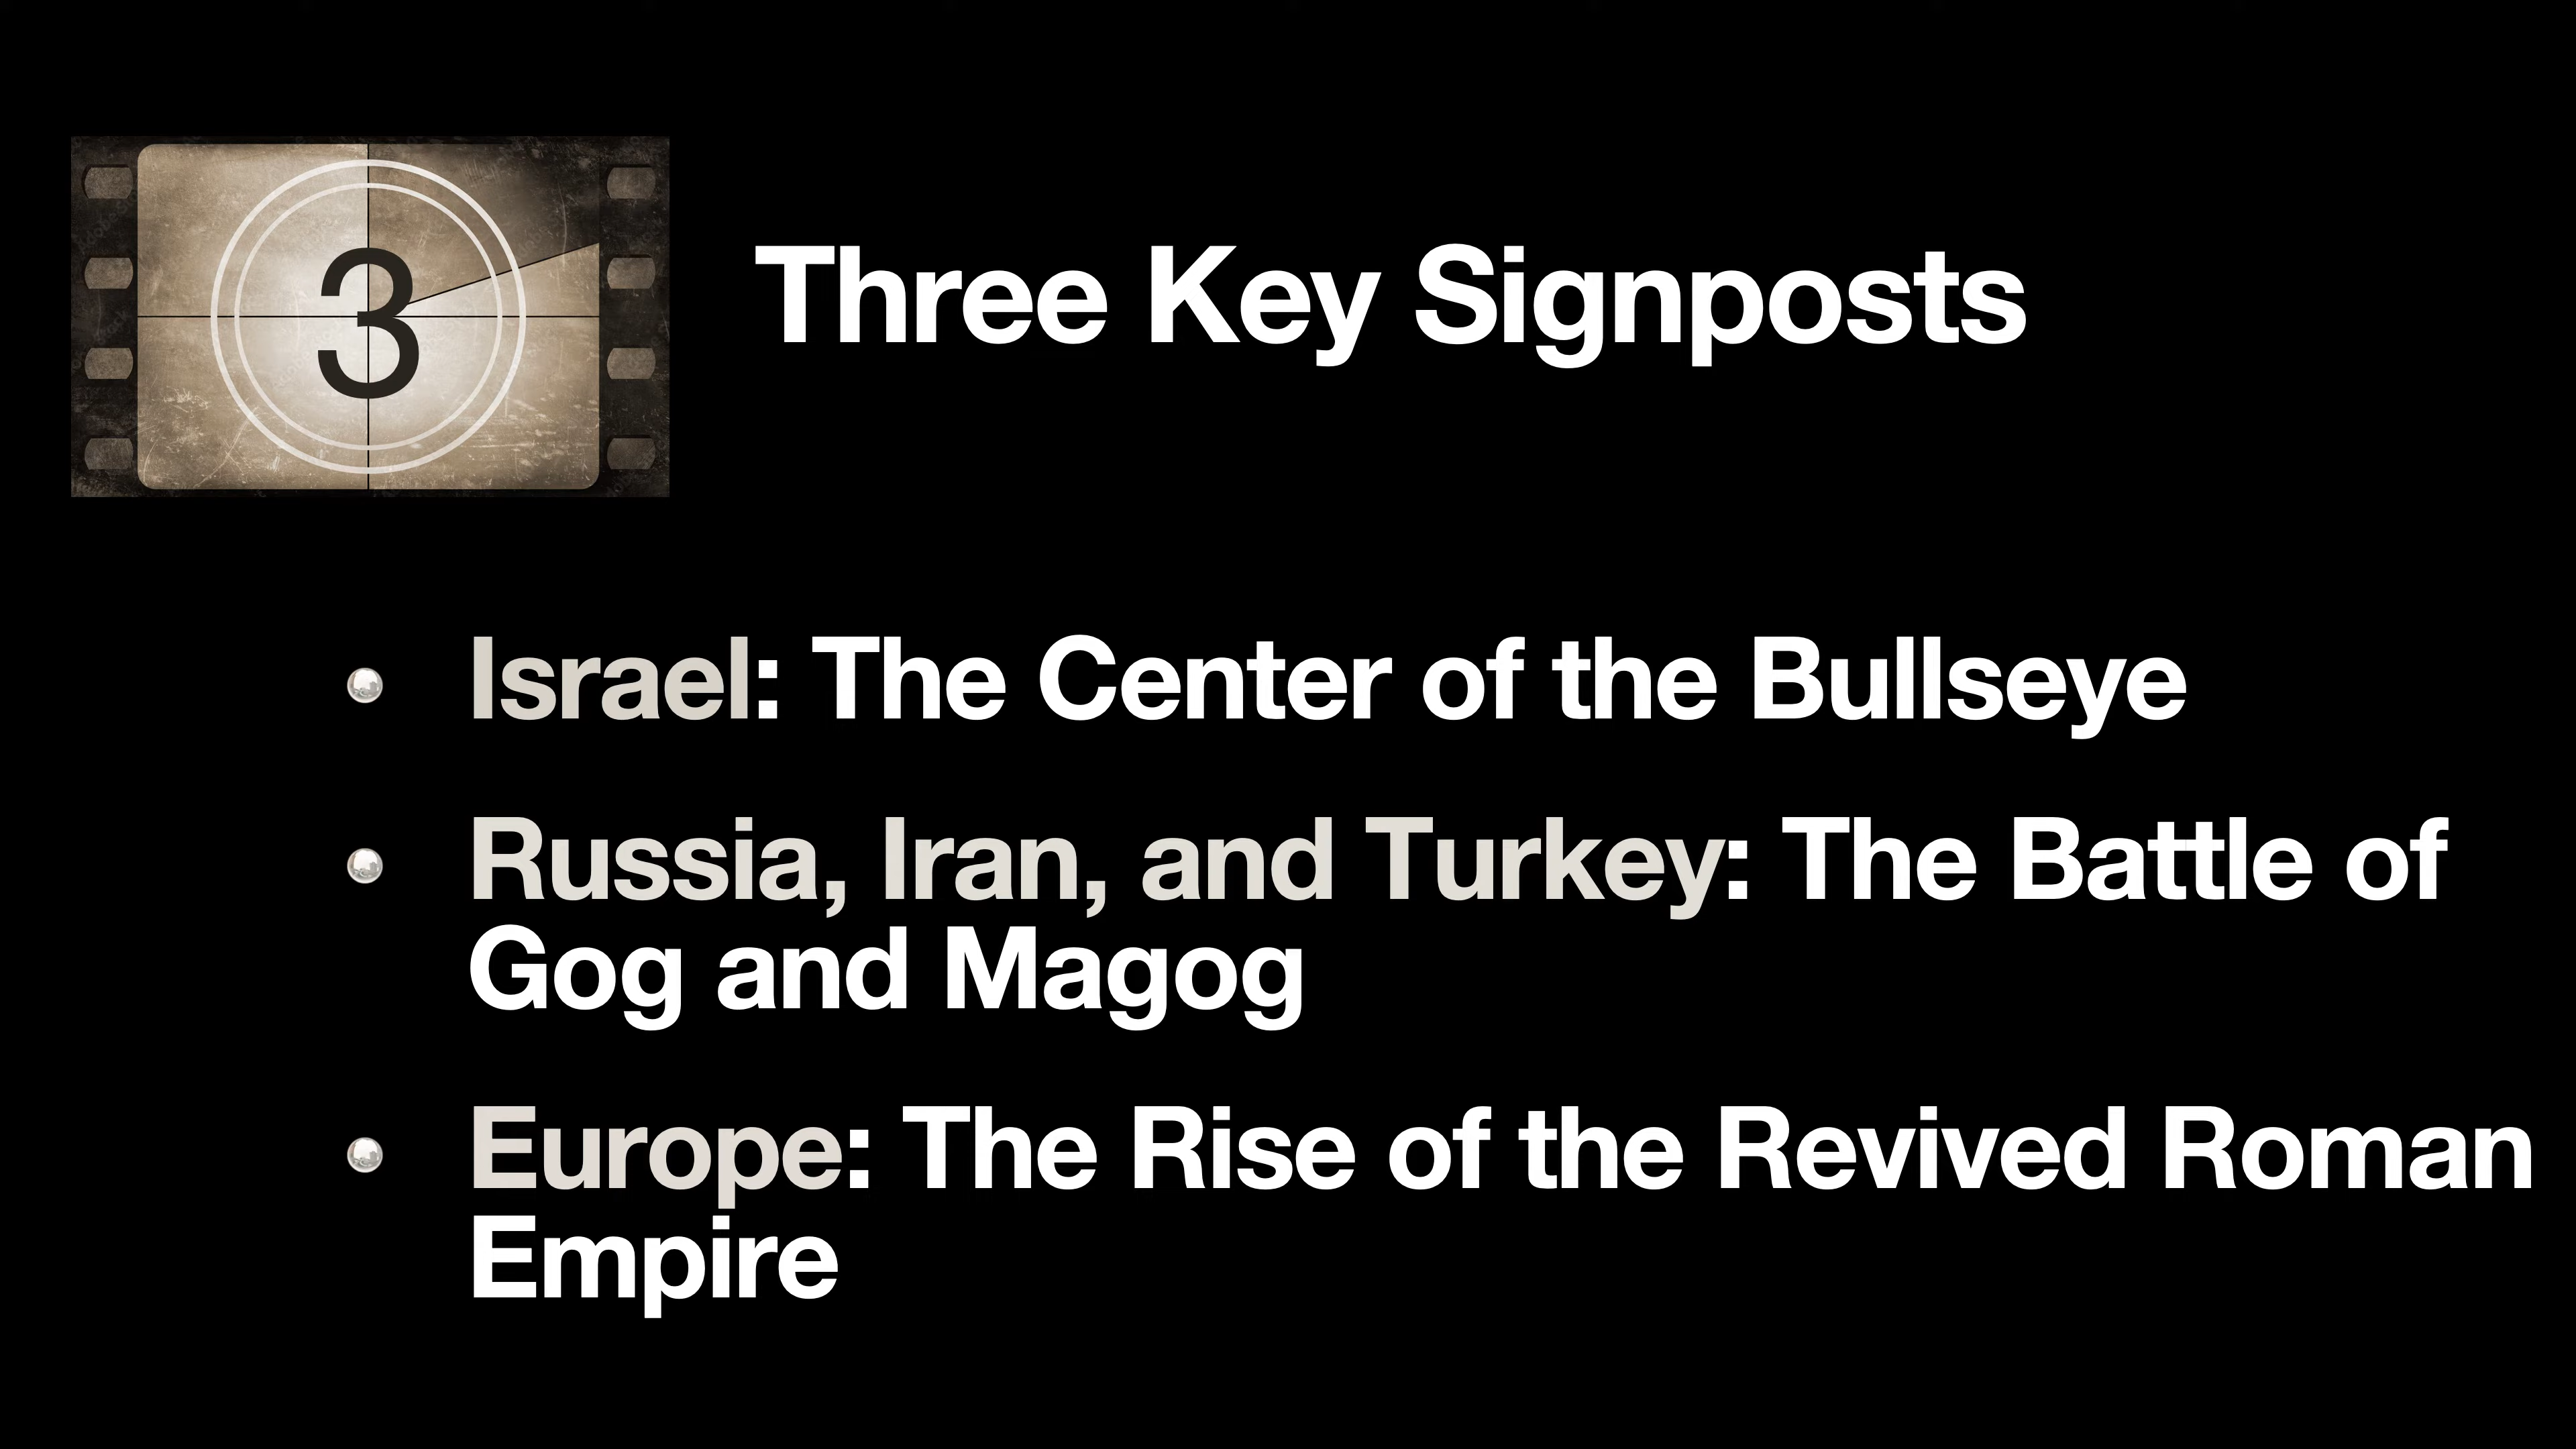 3
Three Key Signposts
Israel: The Center of the Bullseye
Russia, Iran, and Turkey: The Battle of
Gog and Magog
Europe: The Rise of the Revived Roman
Empire